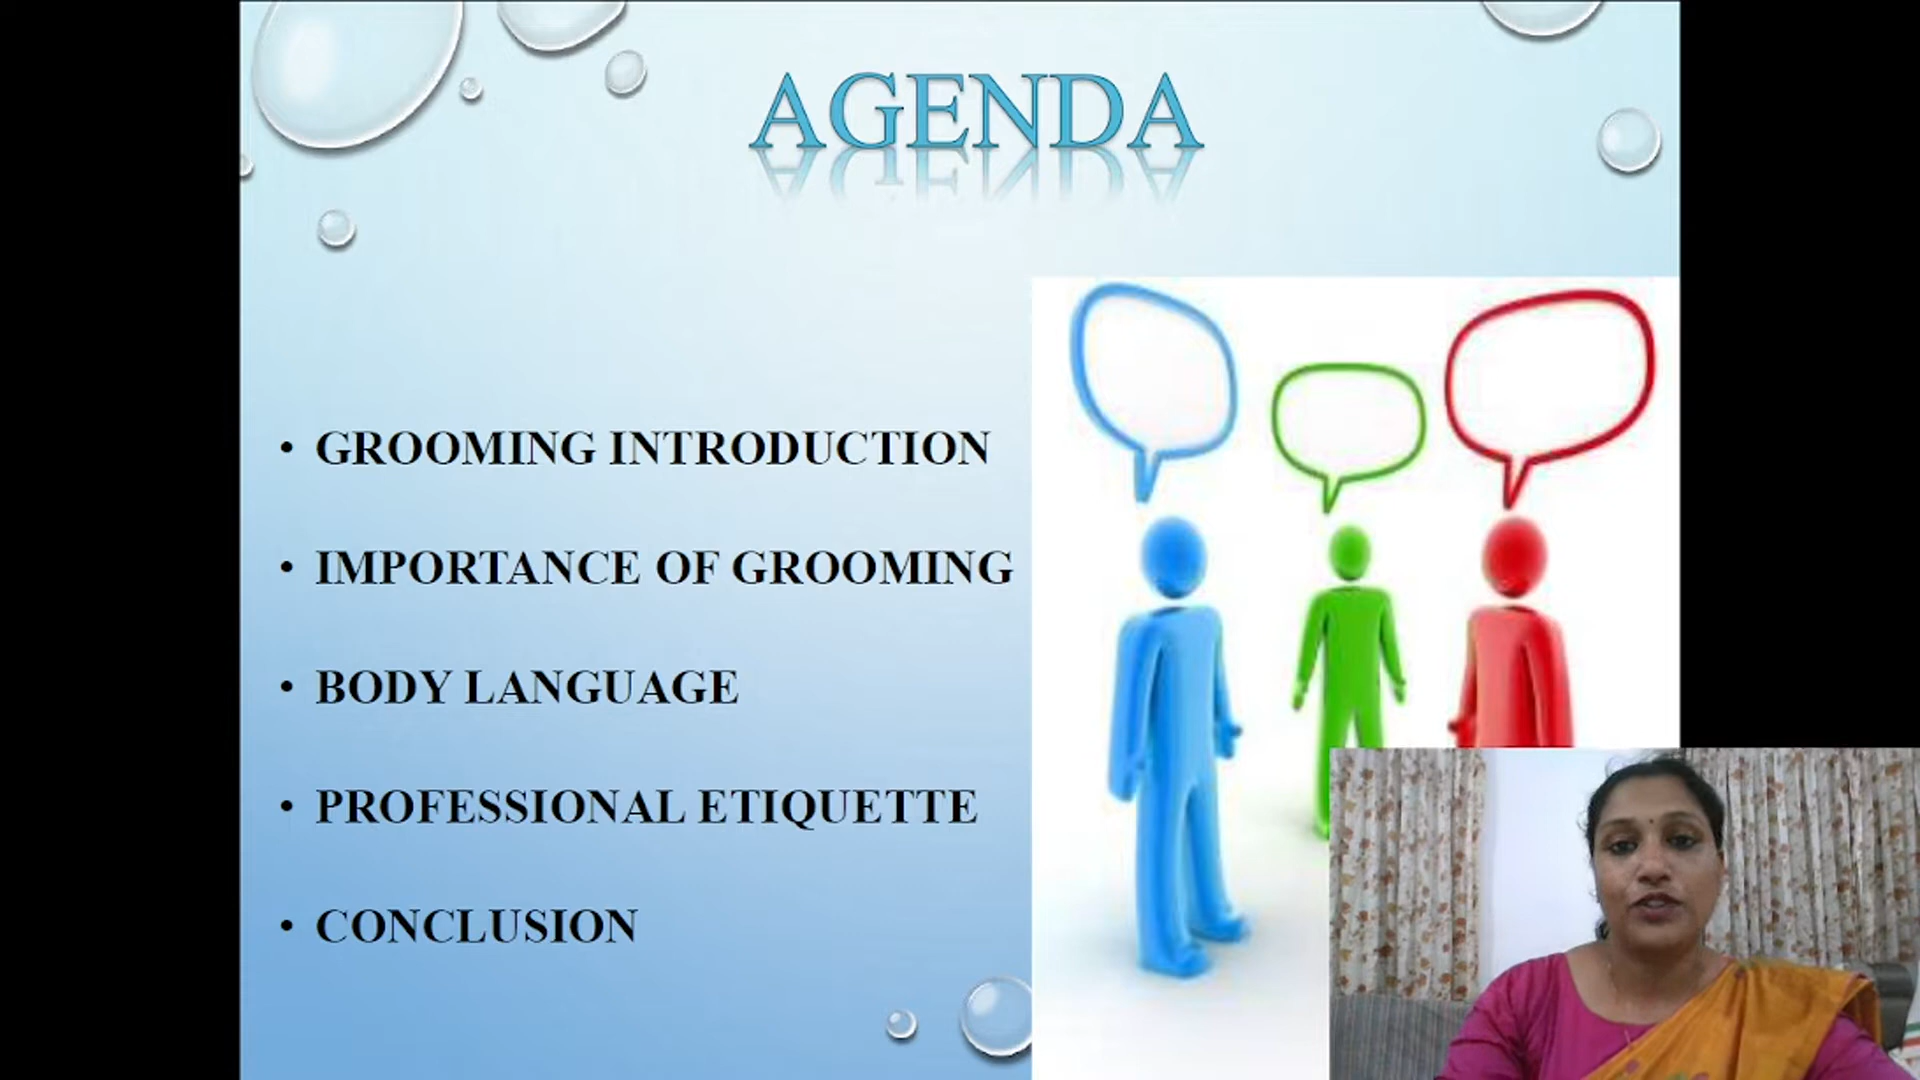 AGENDA
• GROOMING INTRODUCTION
• IMPORTANCE OF GROOMING
• BODY LANGUAGE
• PROFESSIONAL ETIQUETTE
• CONCLUSION